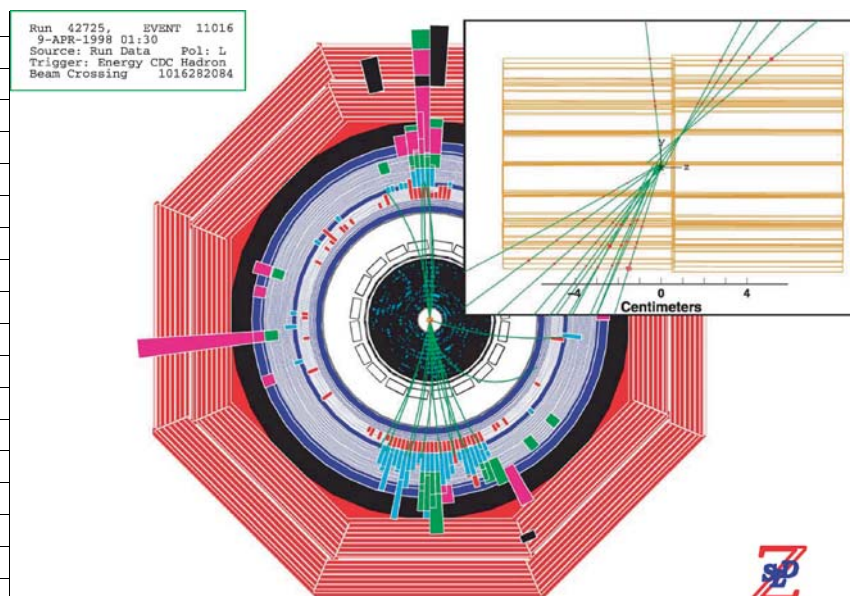 Run 42725, EVENT 11016
9-APR-1998 01:30
Source: Run Data Pol: L
Trigger: Energy CDC Hadron
Beam Crossing 1016282084
y
z
-4 0 4
Centimeters
SLD